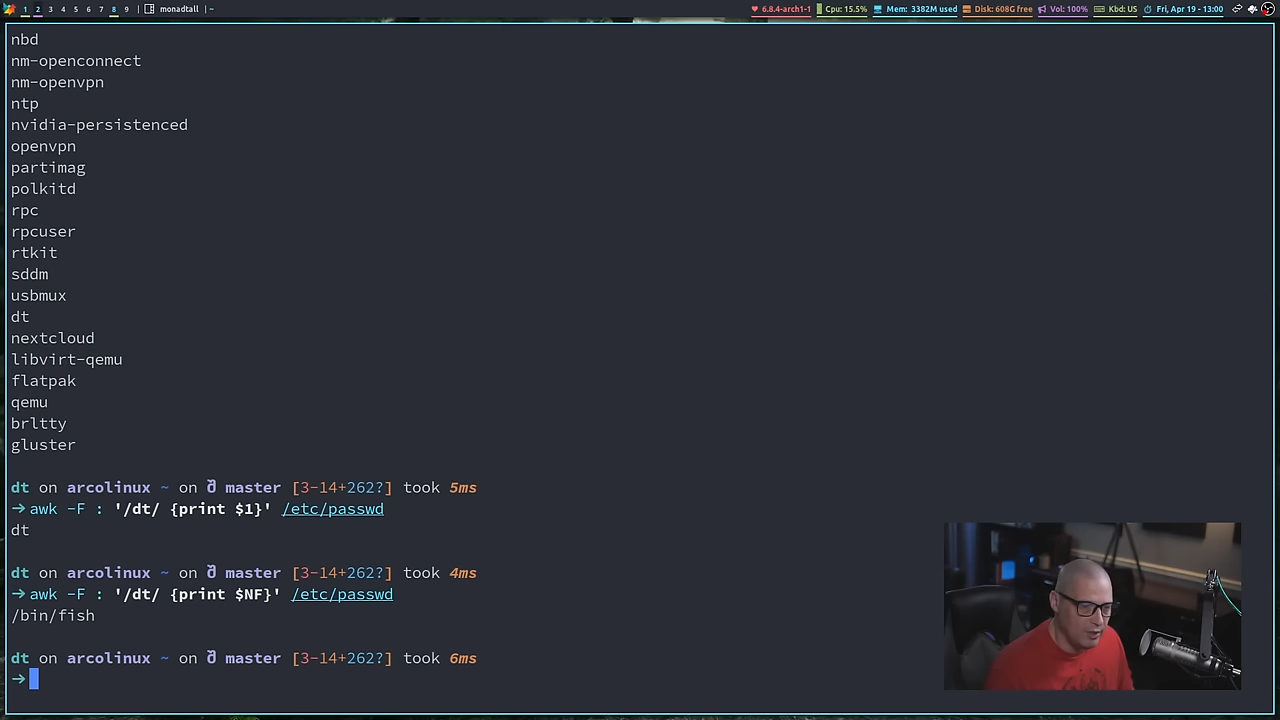 1 2 3 4 5 6 7 8 9 | monadtall | ~ 6.8.4-arch1-1 Cpu: 15.5% Mem: 3382M used Disk: 608G free Vol: 100% Kbd: US Fri, Apr 19 - 13:00
nbd
nm-openconnect
nm-openvpn
ntp
nvidia-persistenced
openvpn
partimag
polkitd
rpc
rpcuser
rtkit
sddm
usbmux
dt
nextcloud
libvirt-qemu
flatpak
qemu
brltty
gluster
dt on arcolinux ~ on master [3-14+262?] took 5ms
→ awk -F : '/dt/ {print $1}' /etc/passwd
dt
dt on arcolinux ~ on master [3-14+262?] took 4ms
→ awk -F : '/dt/ {print $NF}' /etc/passwd
/bin/fish
dt on arcolinux ~ on master [3-14+262?] took 6ms
→